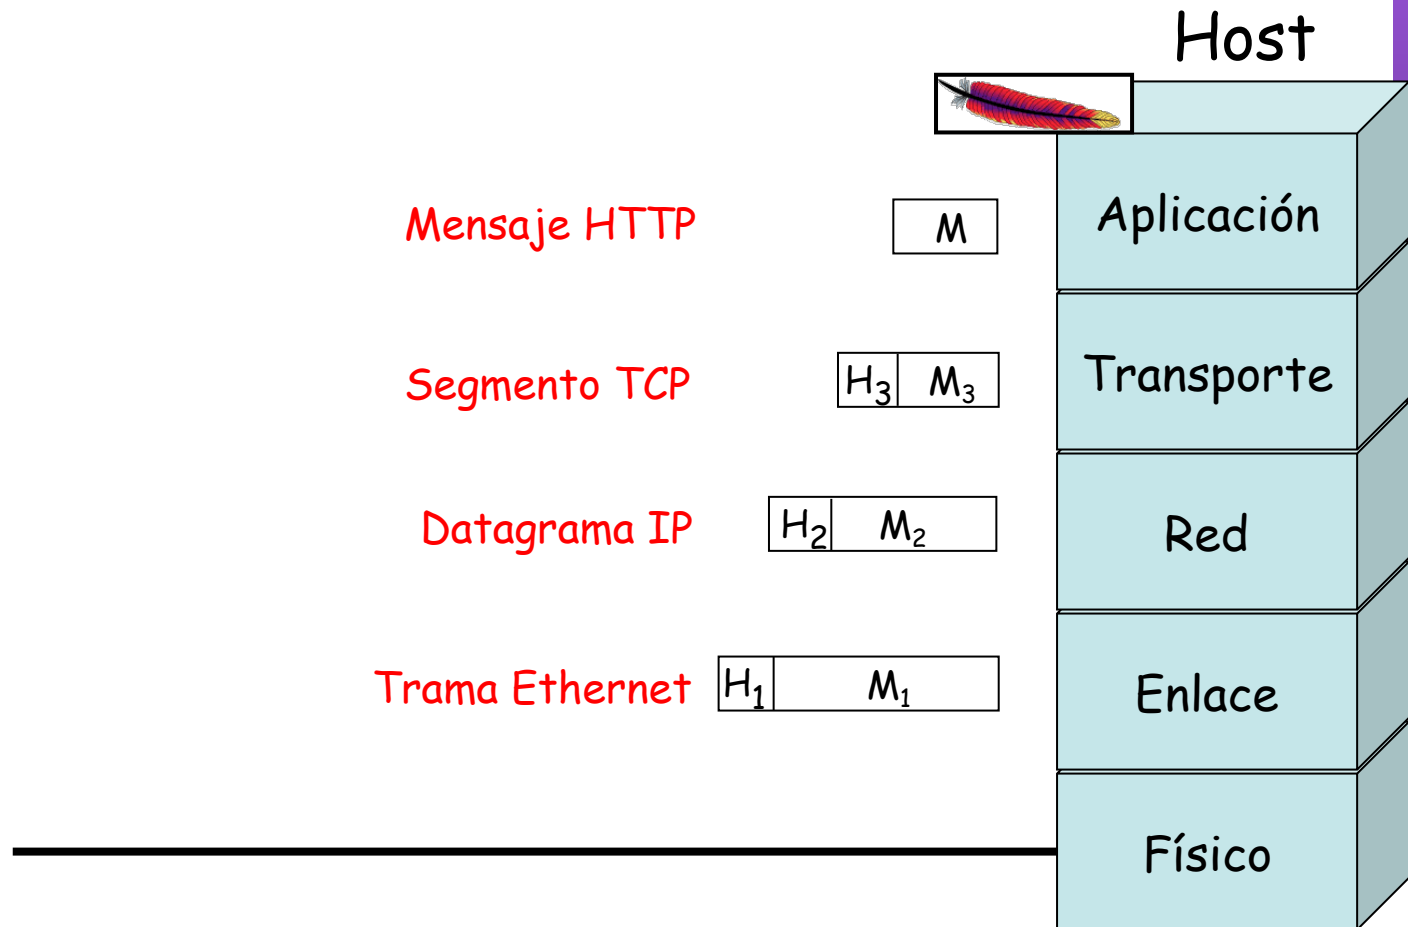 Host
Mensaje HTTP
M
Aplicación
Segmento TCP
H3 M3
Transporte
Datagrama IP
H2 M2
Red
Trama Ethernet
H1 M1
Enlace
Físico